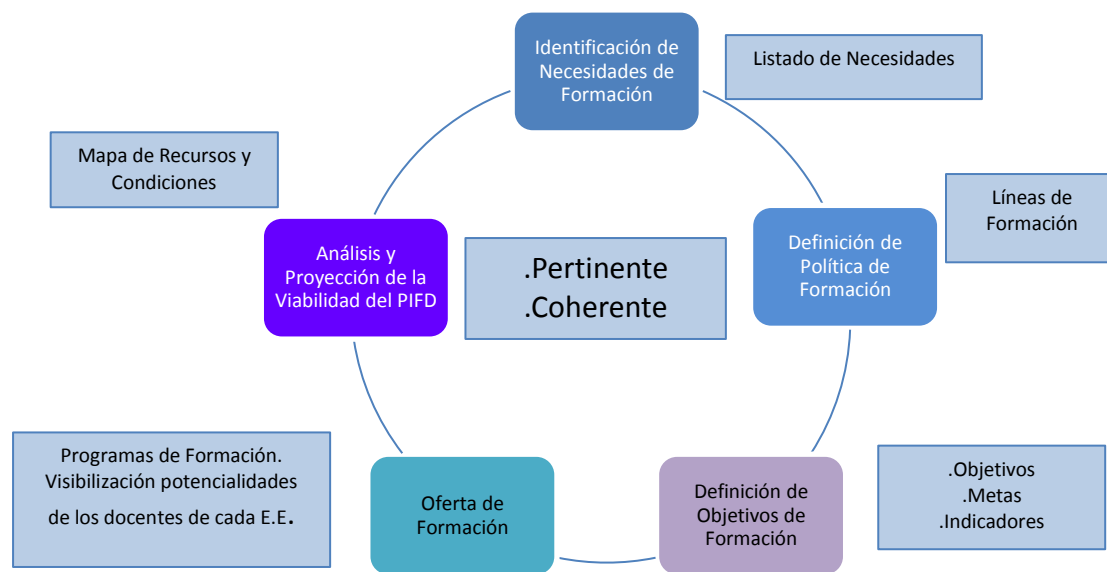 Identificación de
Necesidades de
Formación
Listado de Necesidades
Mapa de Recursos y
Condiciones
Líneas de
Formación
Análisis y
Proyección de la
Viabilidad del PIFD
.Pertinente
.Coherente
Definición de
Política de
Formación
Programas de Formación.
Visibilización potencialidades
de los docentes de cada E.E.
Oferta de
Formación
Definición de
Objetivos de
Formación
.Objetivos
.Metas
.Indicadores